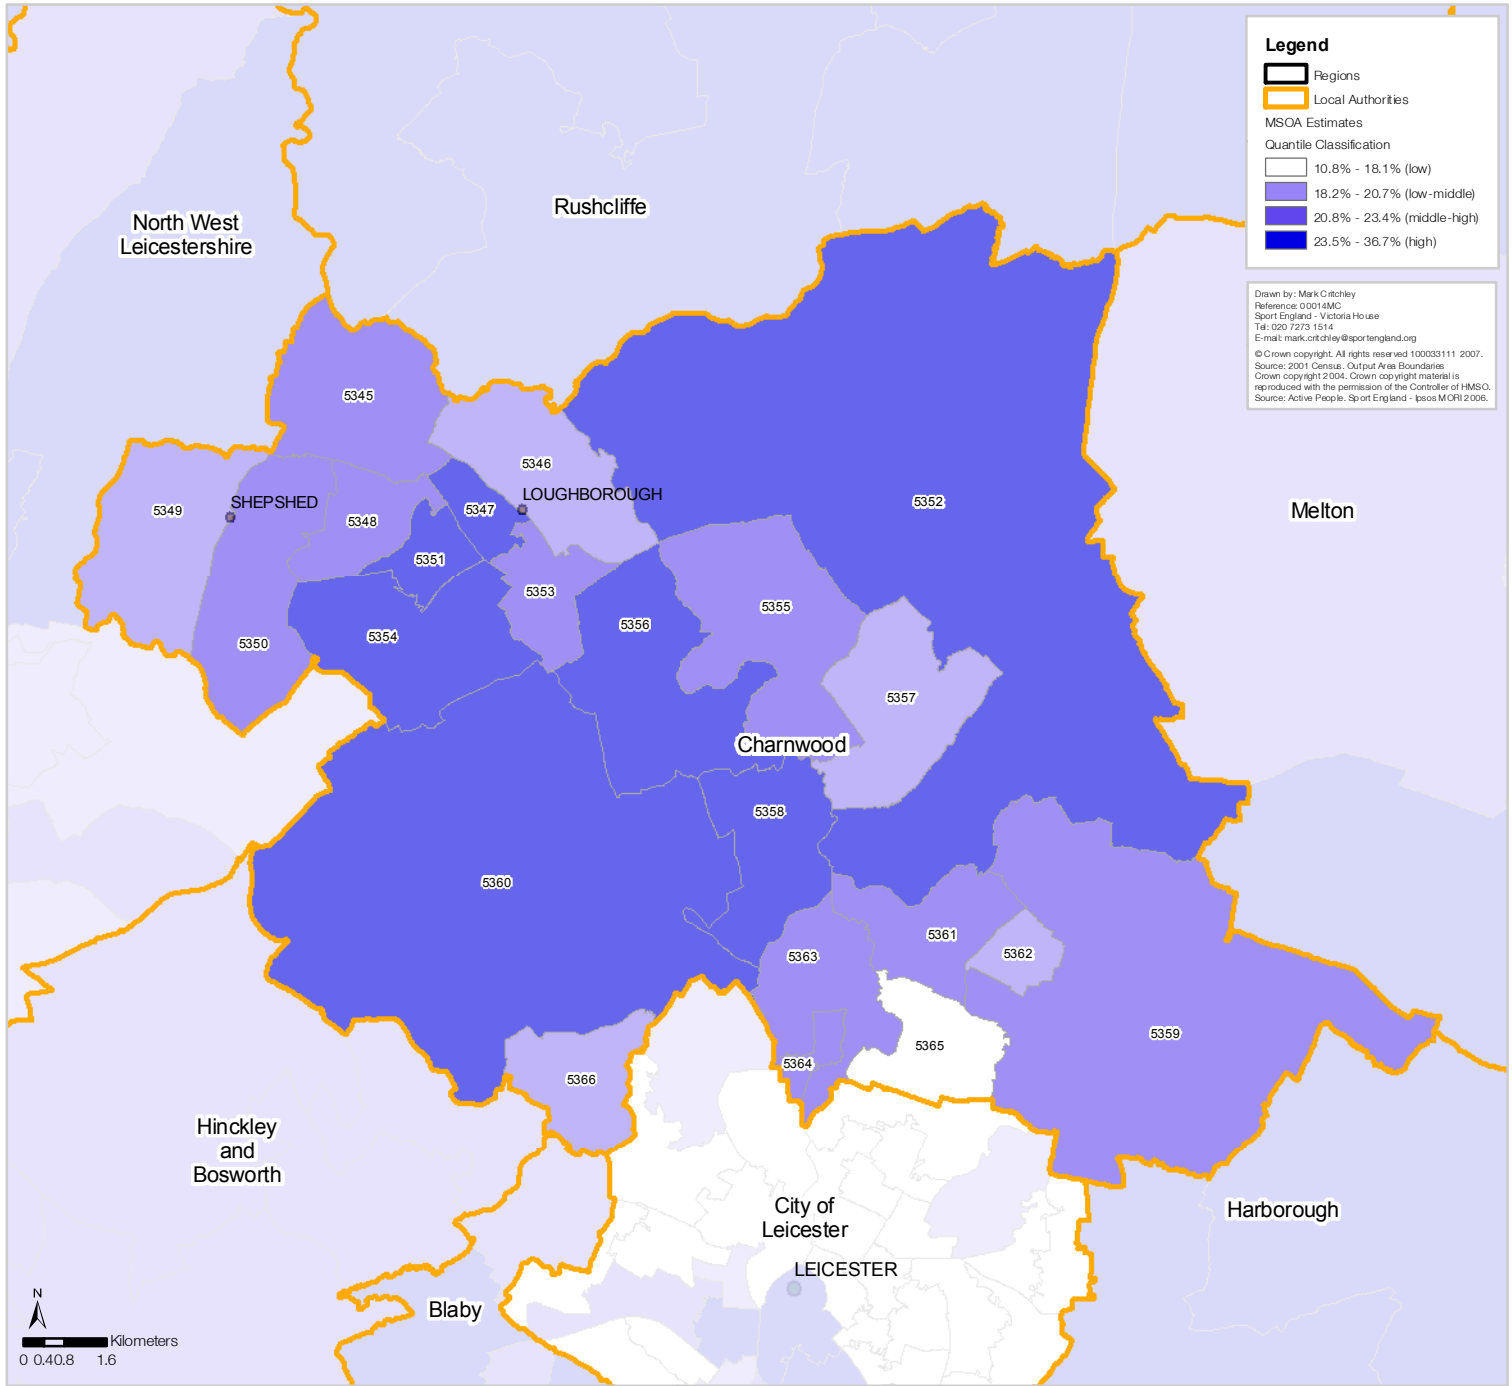 Legend
Regions
Local Authorities
MSOA Estimates
Quantile Classification
10.8% - 18.1% (low)
18.2% - 20.7% (low-middle)
20.8% - 23.4% (middle-high)
23.5% - 36.7% (high)
Drawn by: Mark Critchley
Reference: 00014MC
Sport England - Victoria House
Tel: 020 7273 1514
E-mail: mark.critchley@sportengland.org
© Crown copyright. All rights reserved 100033111 2007.
Source: 2001 Census. Output Area Boundaries
Crown copyright 2004. Crown copyright material is
reproduced with the permission of the Controller of HMSO.
Source: Active People. Sport England - Ipsos MORI 2006.
North West
Leicestershire
Rushcliffe
5345
5346
5349
SHEPSHED
5348
5347
LOUGHBOROUGH
5352
Melton
5351
5353
5355
5350
5354
5356
5357
Charnwood
5358
5360
5361
5362
5363
5359
5365
5364
5366
Hinckley
and
Bosworth
City of
Leicester
Harborough
LEICESTER
Blaby
N
Kilometers
0 0.40.8 1.6